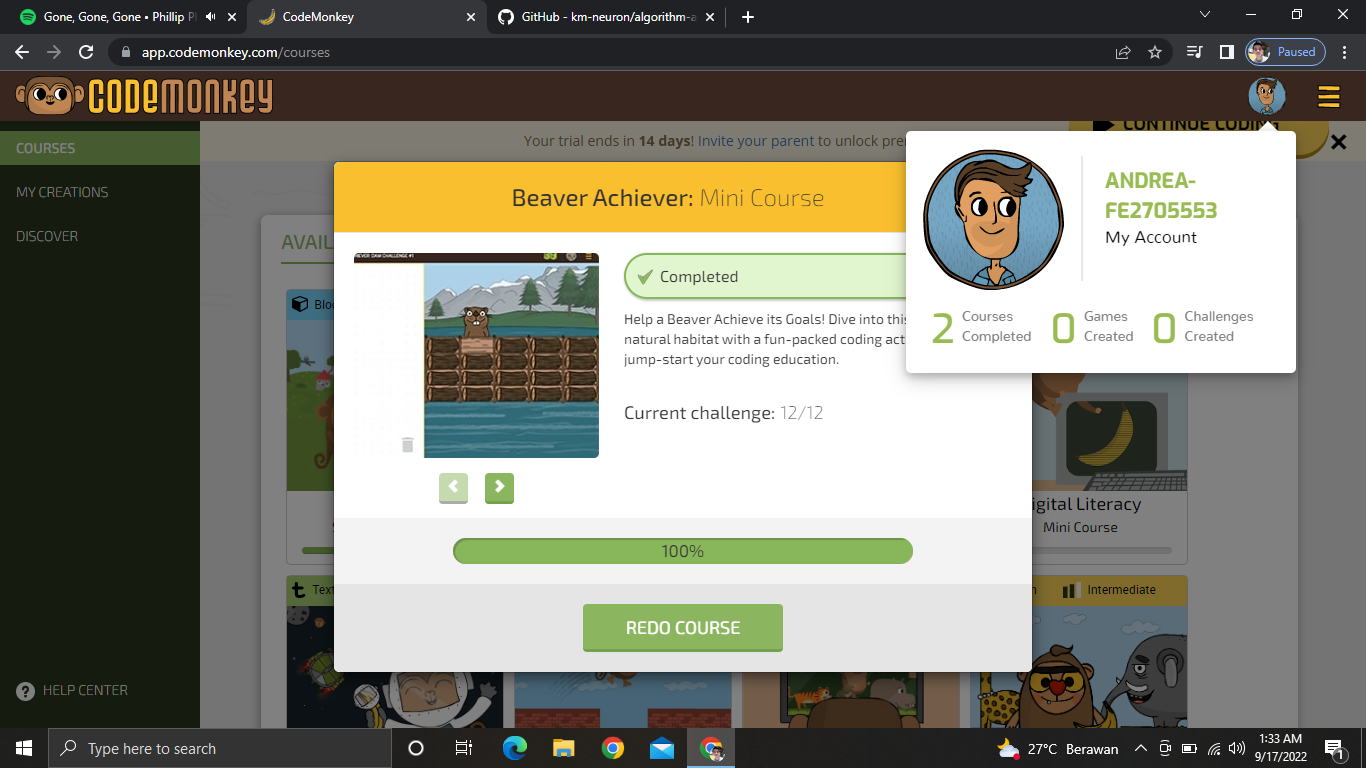 Gone, Gone, Gone • Phillip P
CodeMonkey
GitHub - km-neuron/algorithm-a
app.codemonkey.com/courses
Paused
CODEMONKEY
COURSES
MY CREATIONS
DISCOVER
HELP CENTER
Your trial ends in 14 days! Invite your parent to unlock pre
CONTINUE CODING
AVAIL
Beaver Achiever: Mini Course
Completed
Help a Beaver Achieve its Goals! Dive into this
natural habitat with a fun-packed coding act
jump-start your coding education.
Current challenge: 12/12
100%
REDO COURSE
ANDREA-
FE2705553
My Account
2 Courses Completed
0 Games Created
0 Challenges Created
Bloc
Text
igital Literacy
Mini Course
Intermediate
Type here to search
27°C Berawan
1:33 AM
9/17/2022
1